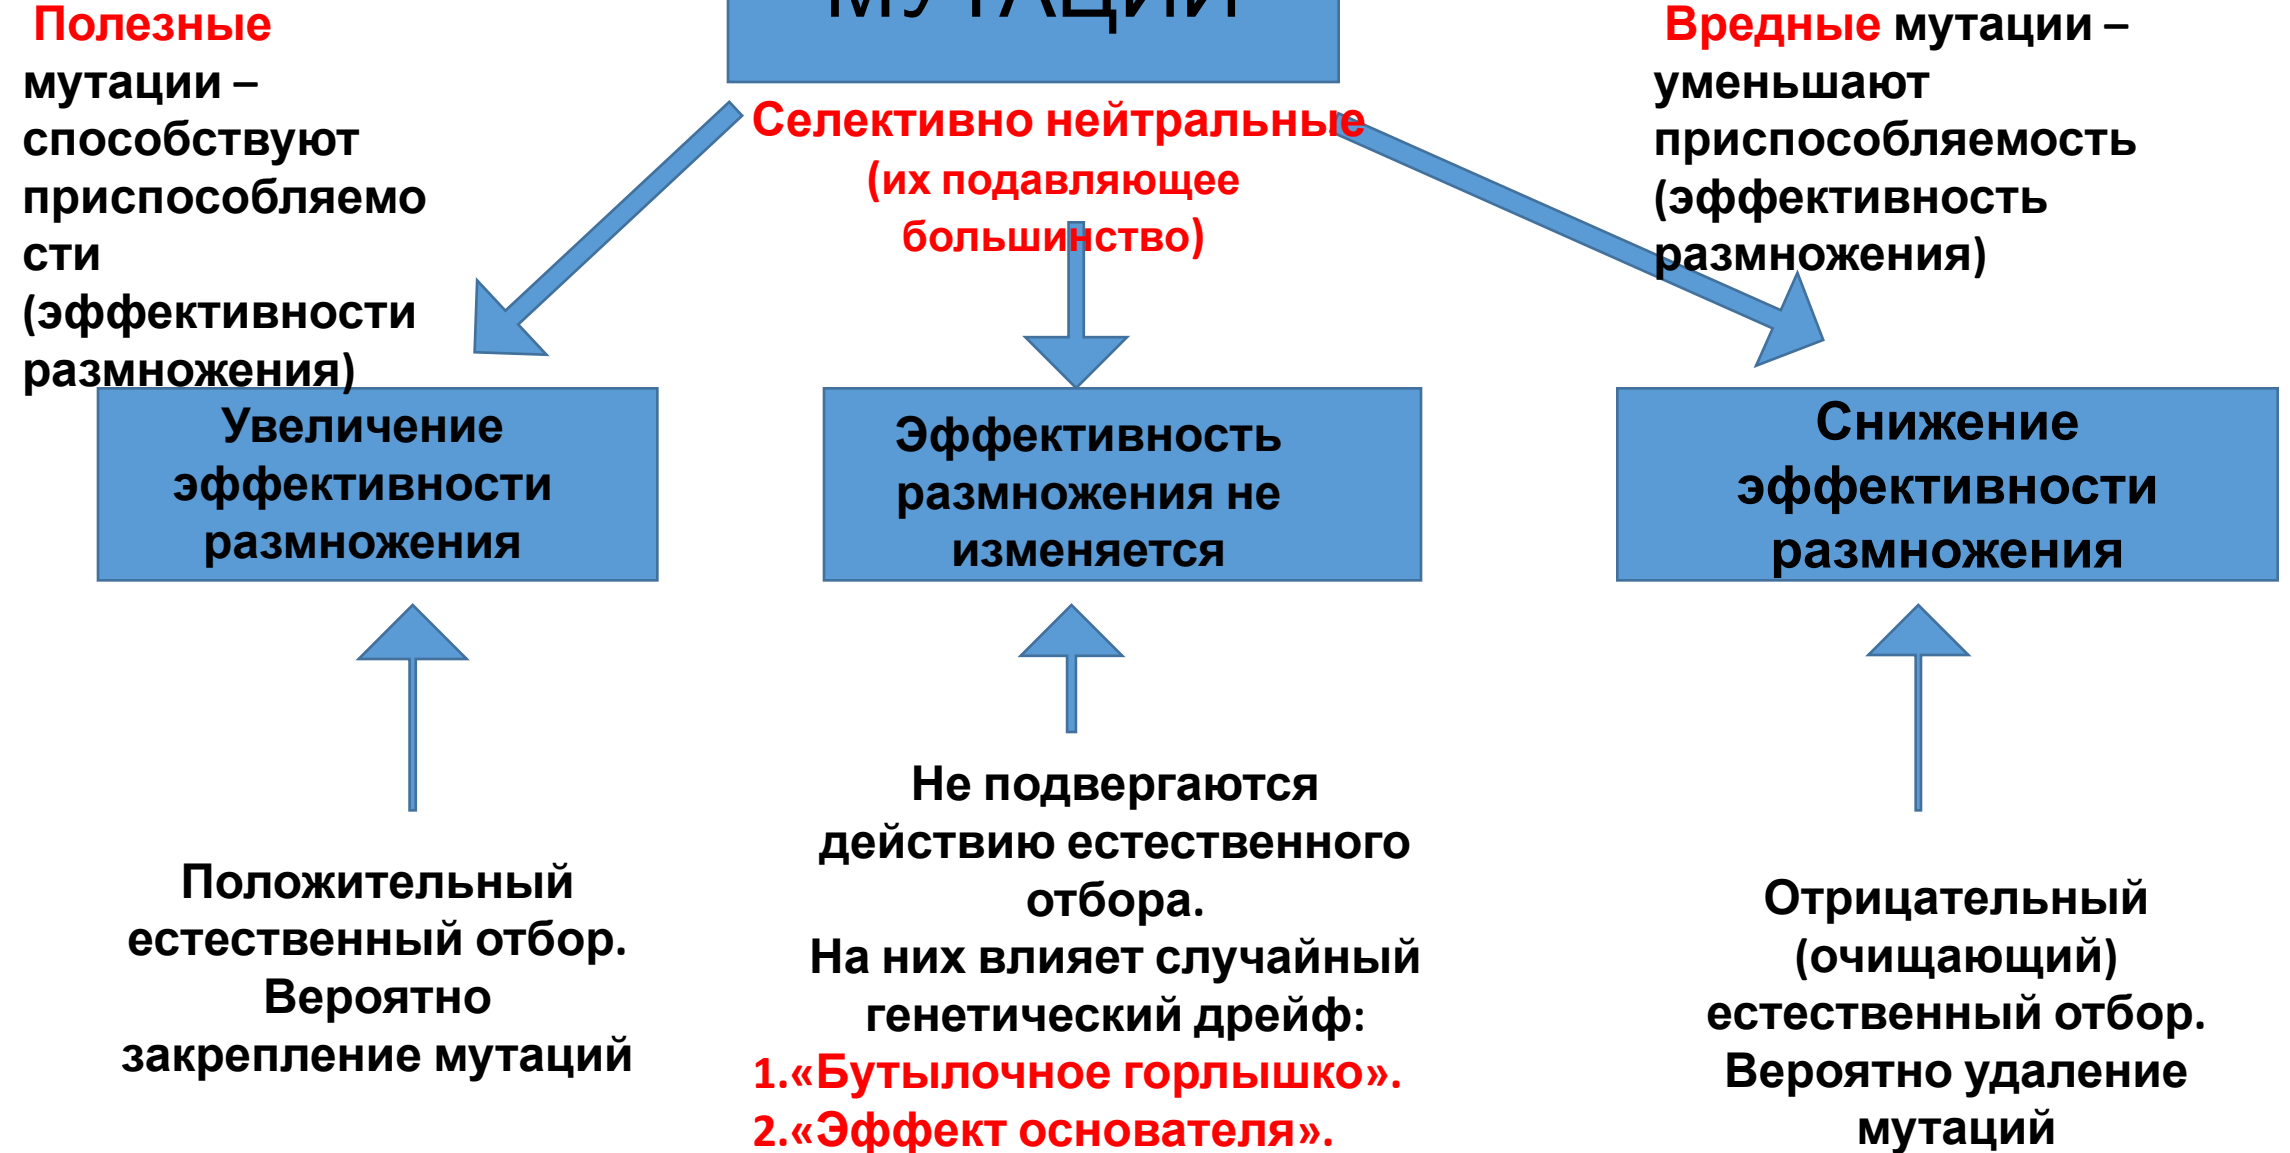 МУТАЦИИ
Полезные
мутации –
способствуют
приспособляемо
сти
(эффективности
размножения)
Селективно нейтральные
(их подавляющее
большинство)
Вредные мутации –
уменьшают
приспособляемость
(эффективность
размножения)
Увеличение
эффективности
размножения
Эффективность
размножения не
изменяется
Снижение
эффективности
размножения
Положительный
естественный отбор.
Вероятно
закрепление мутаций
Не подвергаются
действию естественного
отбора.
На них влияет случайный
генетический дрейф:
1.«Бутылочное горлышко».
2.«Эффект основателя».
Отрицательный
(очищающий)
естественный отбор.
Вероятно удаление
мутаций